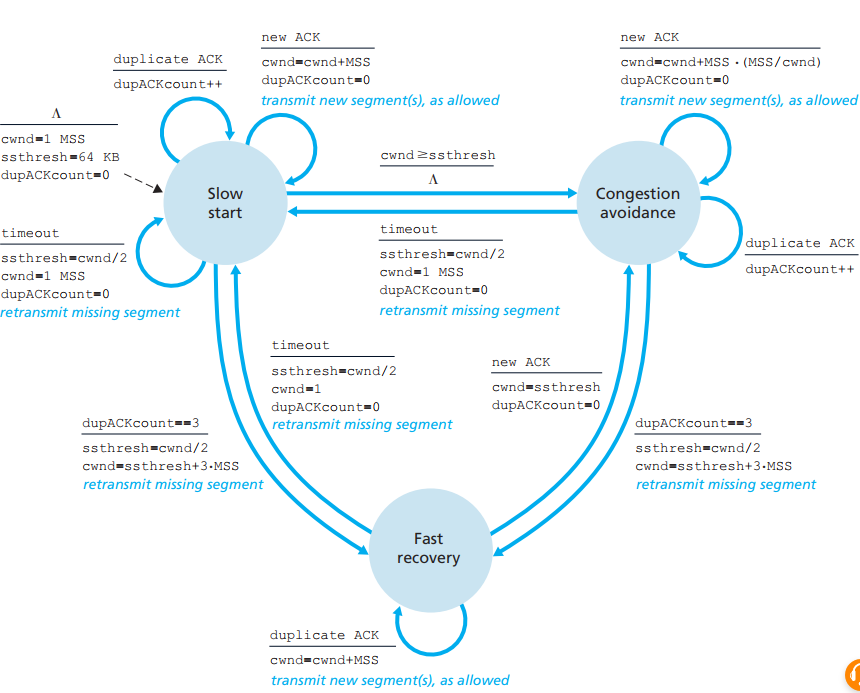 new ACK
cwnd=cwnd+MSS
dupACKcount=0
transmit new segment(s), as allowed
new ACK
cwnd=cwnd+MSS·(MSS/cwnd)
dupACKcount=0
transmit new segment(s), as allowed
duplicate ACK
dupACKcount++
Λ
cwnd=1 MSS
ssthresh=64 KB
dupACKcount=0
cwnd≥ssthresh
Λ
Slow
start
Congestion
avoidance
timeout
ssthresh=cwnd/2
cwnd=1 MSS
dupACKcount=0
retransmit missing segment
timeout
ssthresh=cwnd/2
cwnd=1 MSS
dupACKcount=0
retransmit missing segment
duplicate ACK
dupACKcount++
timeout
ssthresh=cwnd/2
cwnd=1
dupACKcount=0
retransmit missing segment
new ACK
cwnd=ssthresh
dupACKcount=0
dupACKcount==3
ssthresh=cwnd/2
cwnd=ssthresh+3·MSS
retransmit missing segment
dupACKcount==3
ssthresh=cwnd/2
cwnd=ssthresh+3·MSS
retransmit missing segment
Fast
recovery
duplicate ACK
cwnd=cwnd+MSS
transmit new segment(s), as allowed